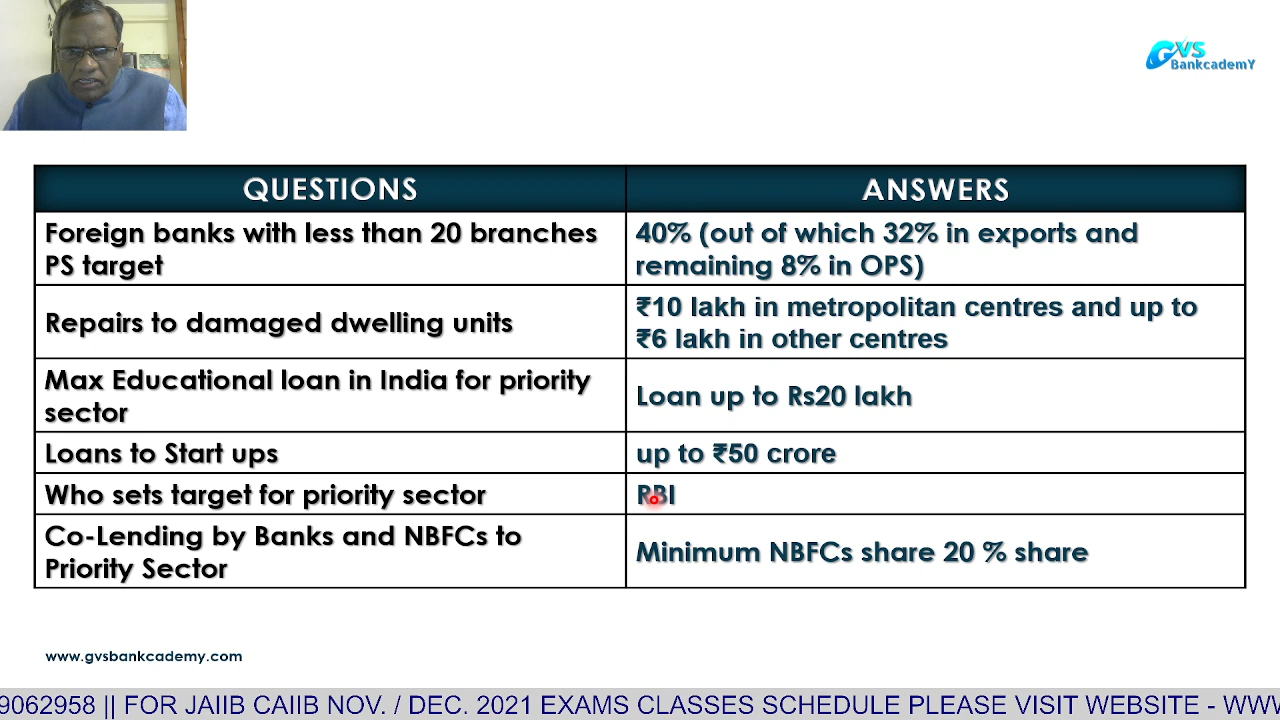 GVS
BankcademY
QUESTIONS
ANSWERS
Foreign banks with less than 20 branches
PS target
40% (out of which 32% in exports and
remaining 8% in OPS)
Repairs to damaged dwelling units
₹10 lakh in metropolitan centres and up to
₹6 lakh in other centres
Max Educational loan in India for priority
sector
Loan up to Rs20 lakh
Loans to Start ups
up to ₹50 crore
Who sets target for priority sector
RBI
Co-Lending by Banks and NBFCs to
Priority Sector
Minimum NBFCs share 20 % share
www.gvsbankcademy.com
9062958 || FOR JAIIB CAIIB NOV. / DEC. 2021 EXAMS CLASSES SCHEDULE PLEASE VISIT WEBSITE - WWW